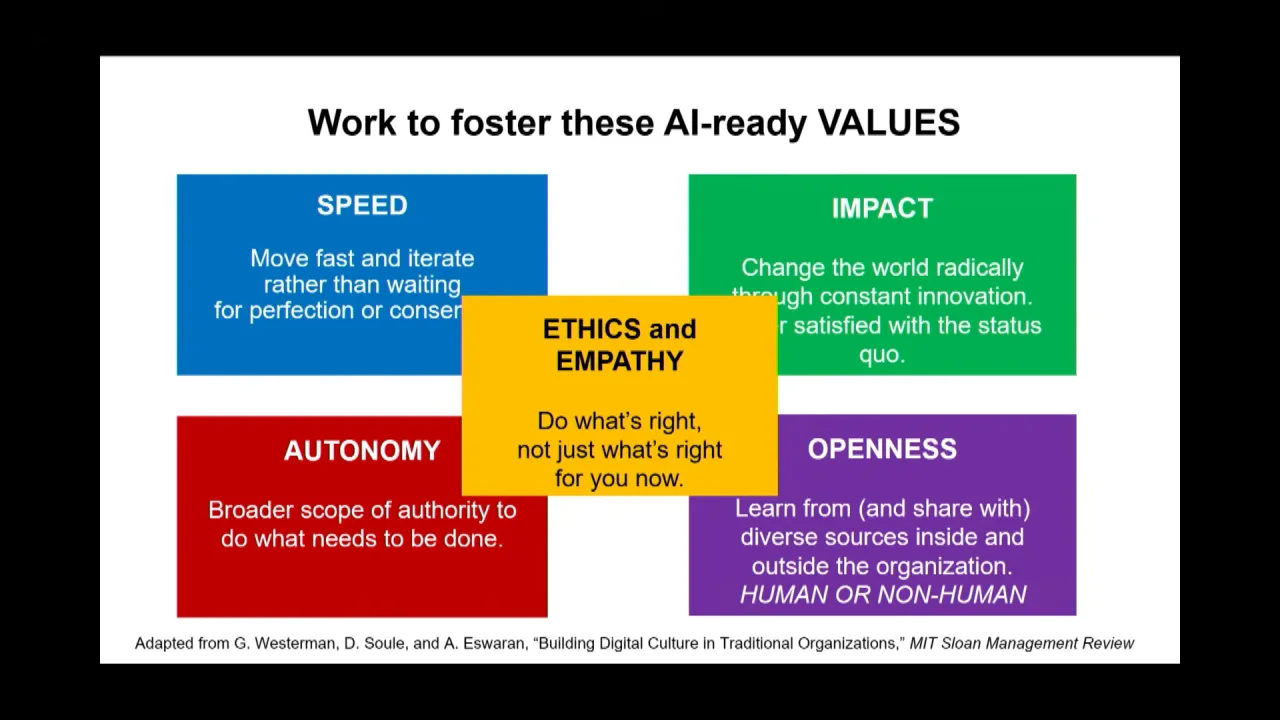 Work to foster these AI-ready VALUES
SPEED
Move fast and iterate
rather than waiting
for perfection or
IMPACT
Change the world radically
through constant innovation.
satisfied with the status
quo.
ETHICS and
EMPATHY
Do what's right,
not just what's right
for you now.
AUTONOMY
Broader scope of authority to
do what needs to be done.
OPENNESS
Learn from (and share with)
diverse sources inside and
outside the organization.
HUMAN OR NON-HUMAN
Adapted from G. Westerman, D. Soule, and A. Eswaran, “Building Digital Culture in Traditional Organizations,” MIT Sloan Management Review